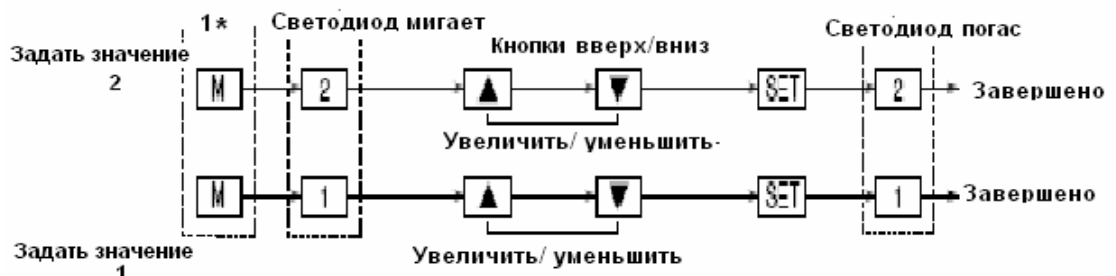 1*
Светодиод мигает
Светодиод погас
Кнопки вверх/вниз
Задать значение
2
M 2 ▲ ▼ SET 2 Завершено
Увеличить/ уменьшить-
M 1 ▲ ▼ SET 1 Завершено
Увеличить/ уменьшить
Задать значение
1